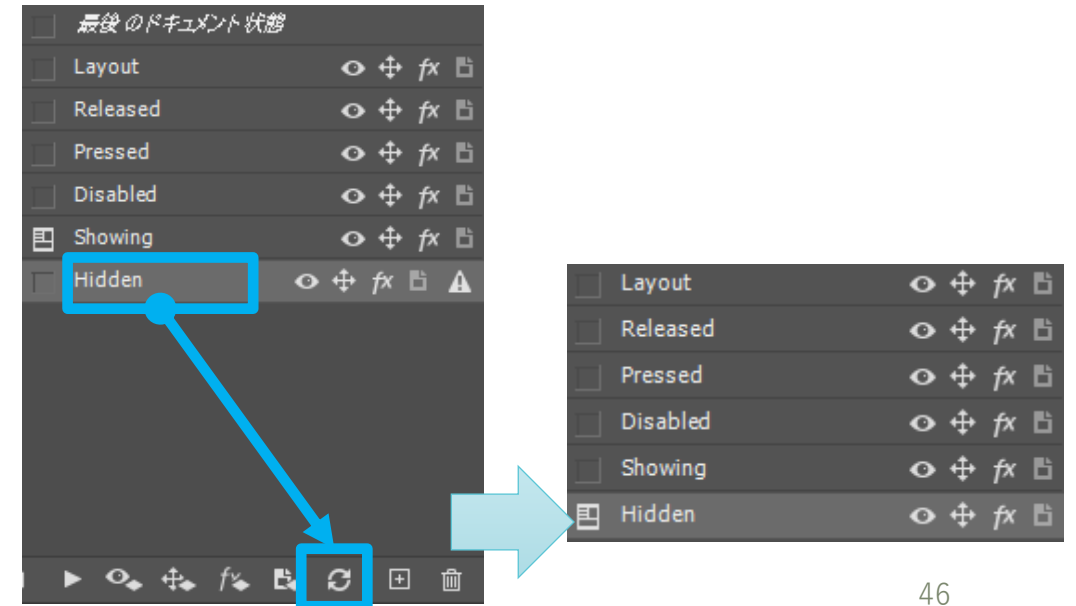 最後のドキュメント状態
Layout
Released
Pressed
Disabled
Showing
Hidden
Layout
Released
Pressed
Disabled
Showing
Hidden
46